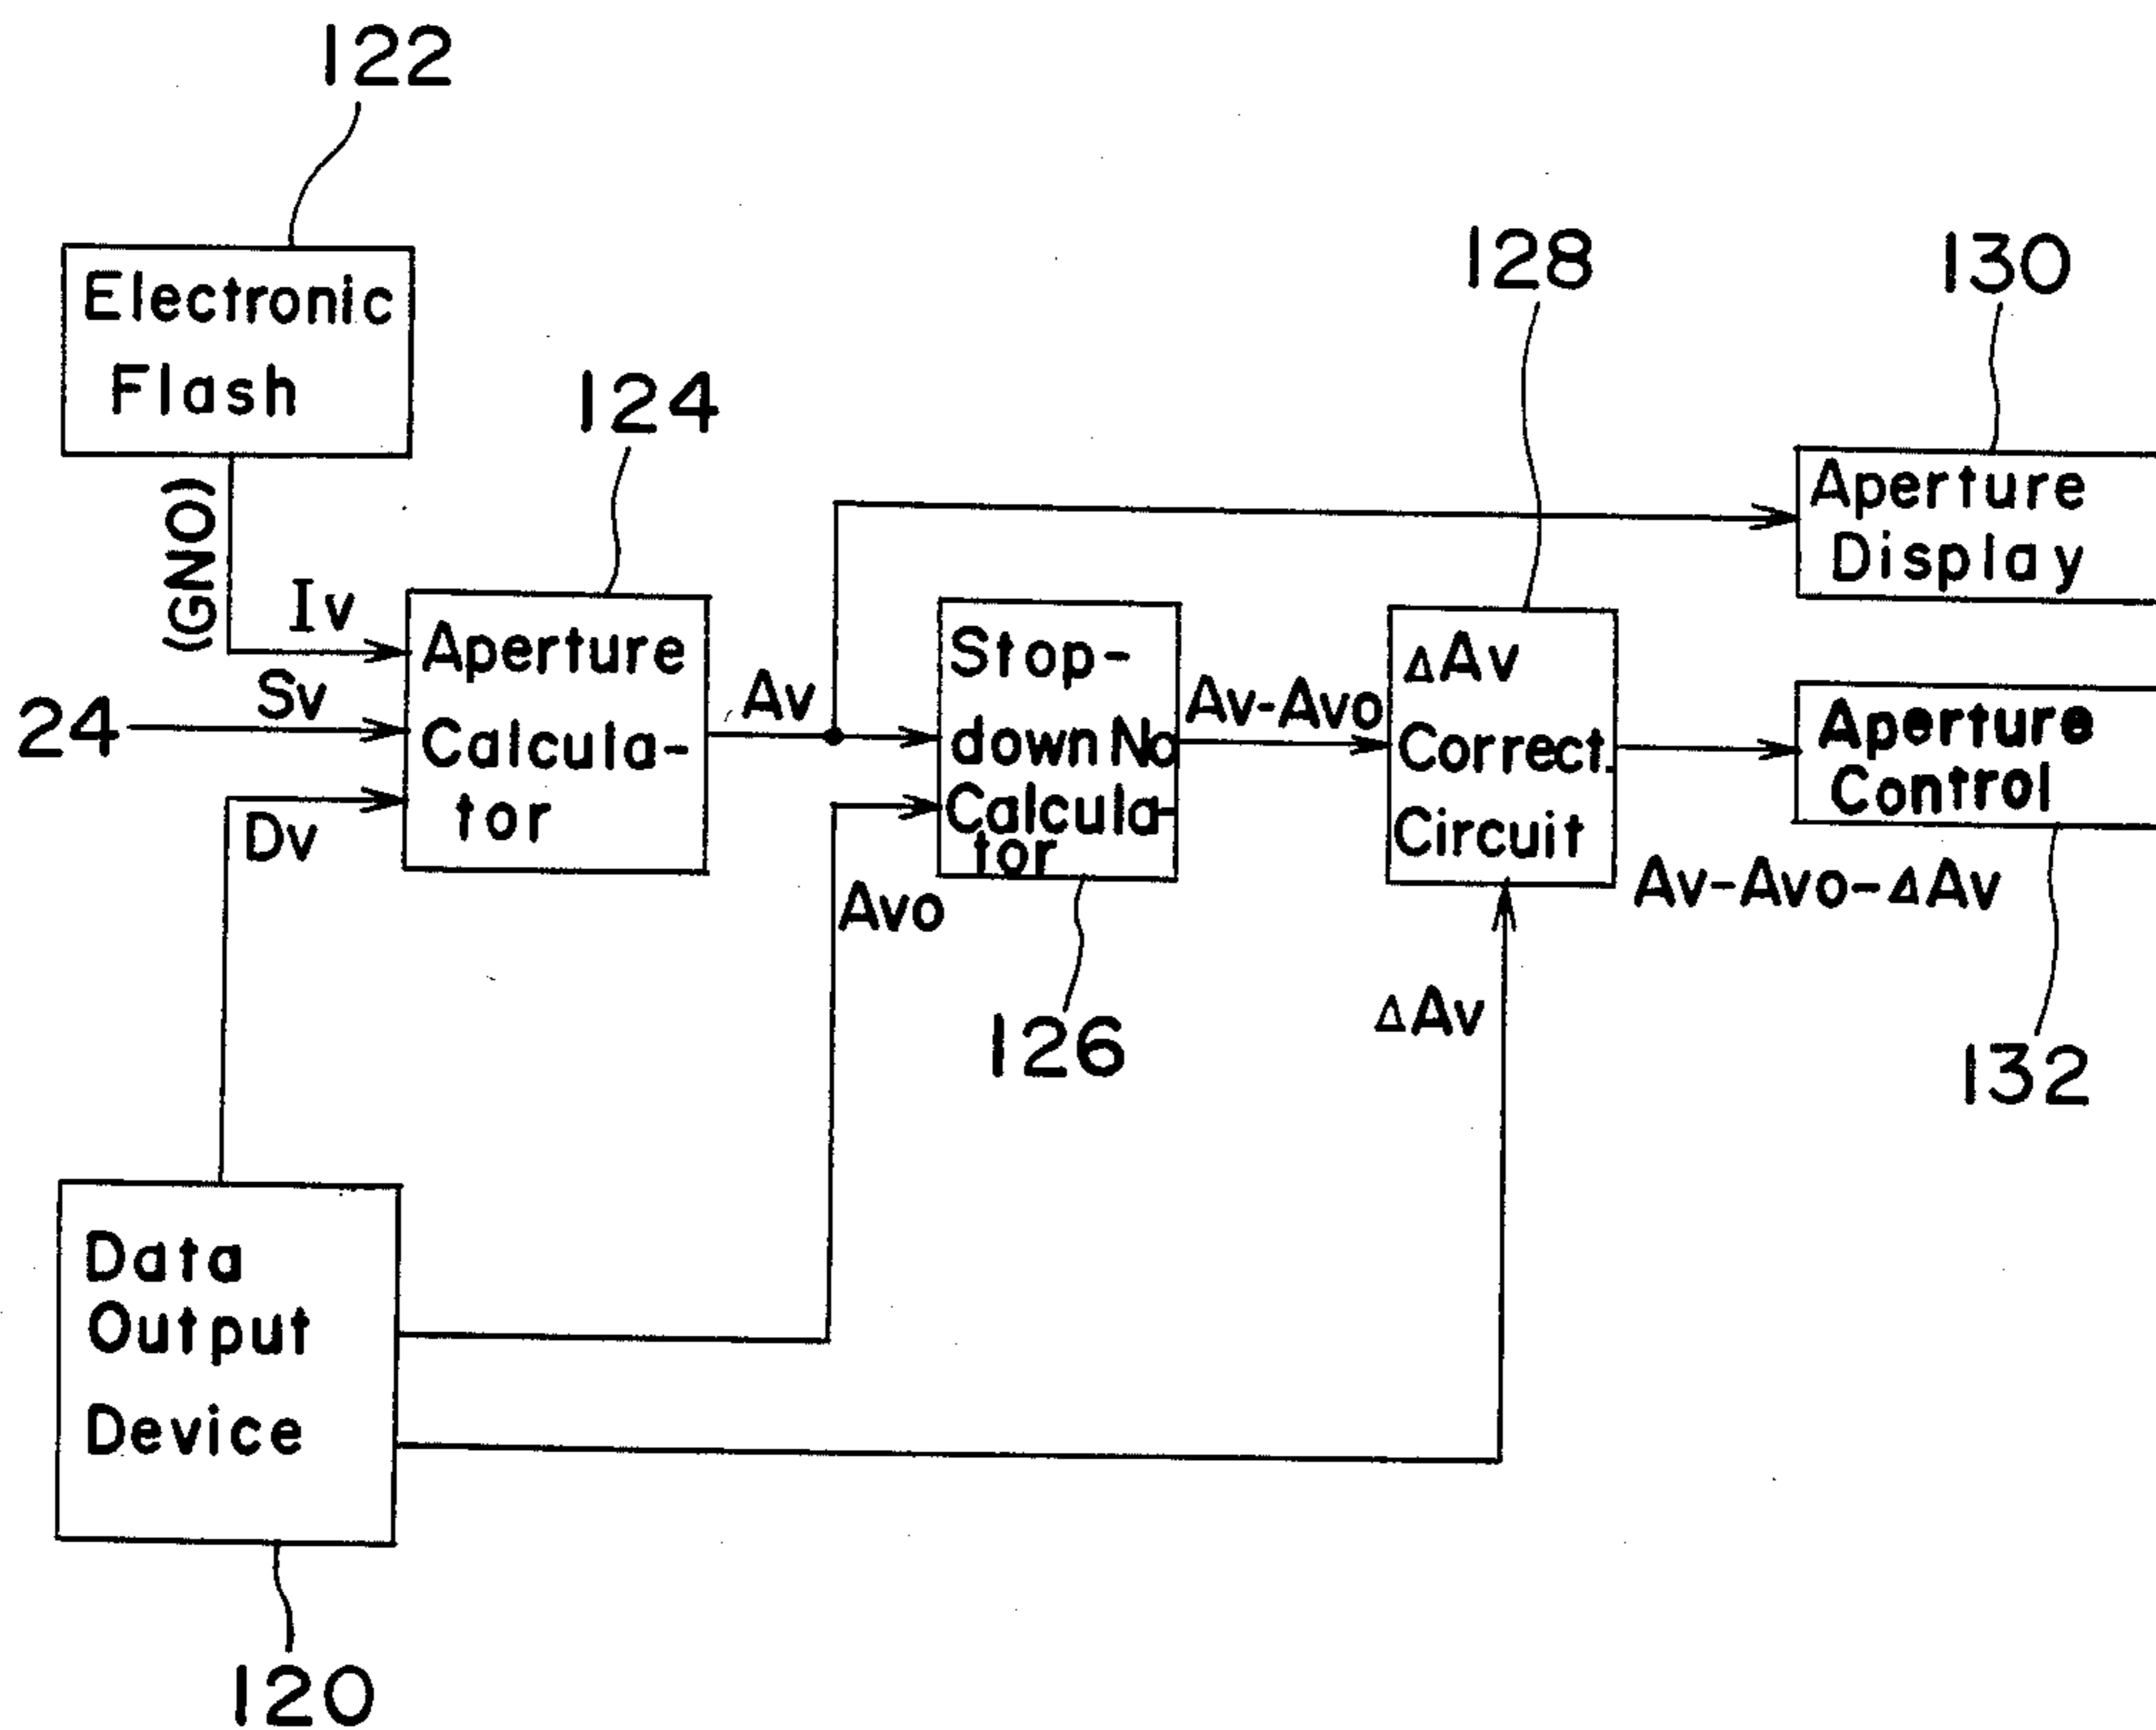 122
Electronic
Flash
(GNO)
Iv
124
Sv
24
Dv
Aperture
Calcula-
tor
Av
Stop-
down No
Calcula-
tor
Av-Avo
Avo
126
128
ΔAv
Correct.
Circuit
ΔAv
130
Aperture
Display
Aperture
Control
Av-Avo-ΔAv
132
Data
Output
Device
120